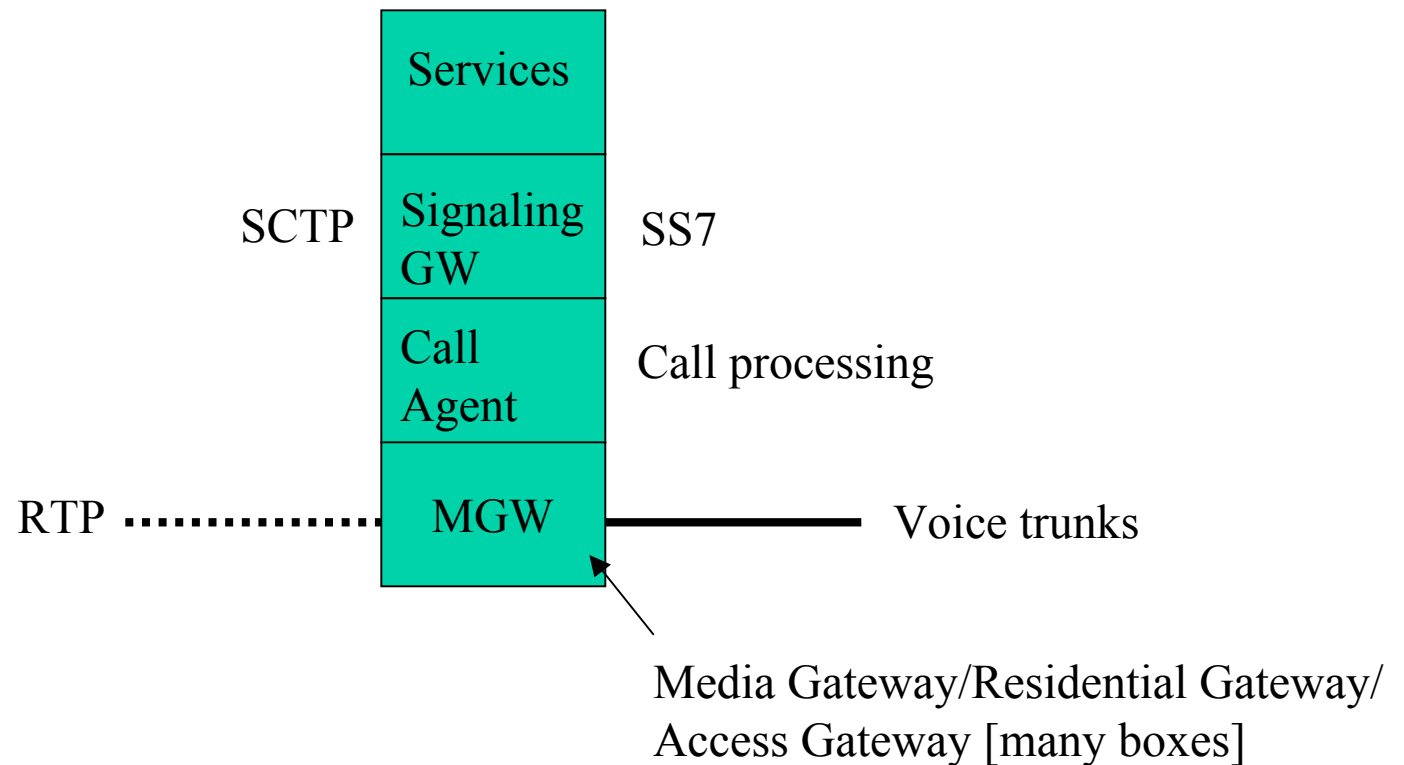 Services
SCTP
Signaling
GW
SS7
Call
Agent
Call processing
RTP
MGW
Voice trunks
Media Gateway/Residential Gateway/
Access Gateway [many boxes]